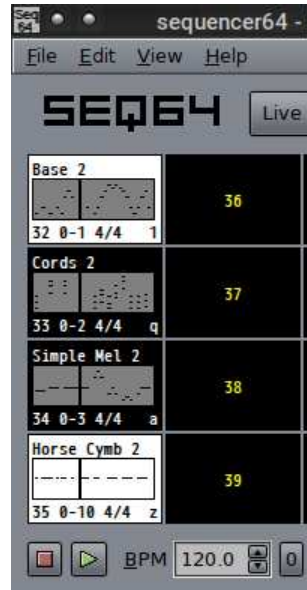 Seq
64
sequencer64 -
File Edit View Help
SEQ64
Live
Base 2
32 0-1 4/4 1
36
Cords 2
33 0-2 4/4 q
37
Simple Mel 2
34 0-3 4/4 a
38
Horse Cymb 2
35 0-10 4/4 z
39
BPM 120.0 0